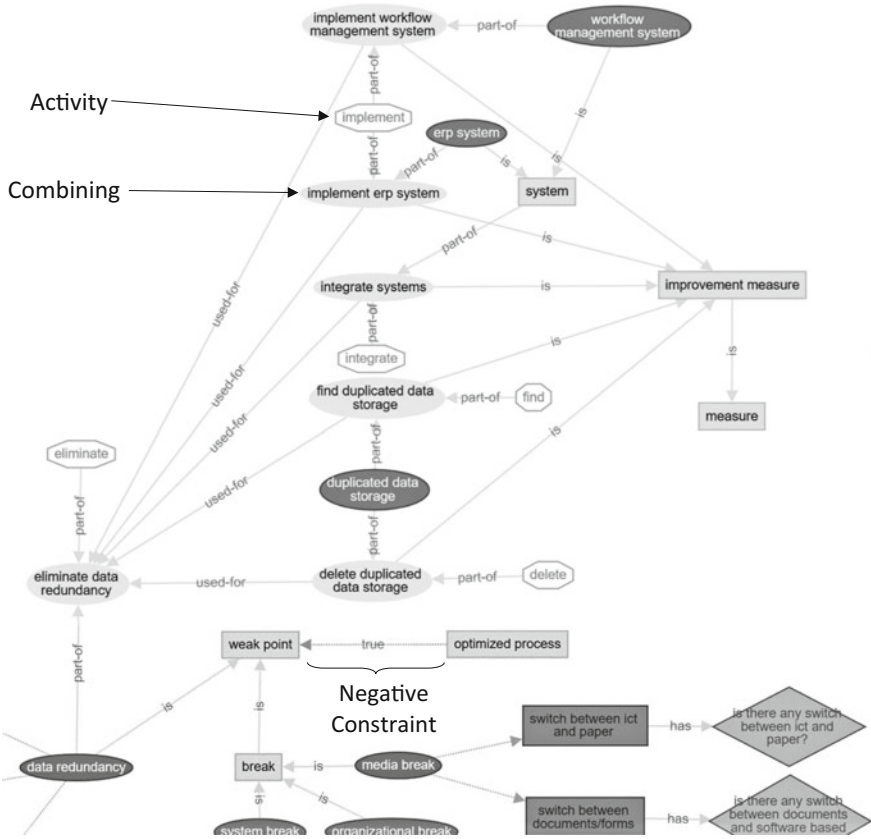 implement workflow
management system
part-of
workflow
management system
part-of
is
Activity
implement
erp system
part-of
part-of
is
is
Combining
implement erp system
system
part-of
is
used-for
integrate systems
is
improvement measure
part-of
is
is
integrate
used-for
find duplicated data
storage
part-of
find
measure
used-for
is
eliminate
part-of
used-for
duplicated data
storage
part-of
part-of
eliminate data
redundancy
used-for
delete duplicated
data storage
part-of
delete
weak point
true
optimized process
part-of
is
is
Negative
Constraint
switch between ict
and paper
has
is there any switch
between ict and
paper?
data redundancy
break
is
media break
is
is
switch between
documents/forms
has
is there any switch
between documents
and software based
system break
organizational break